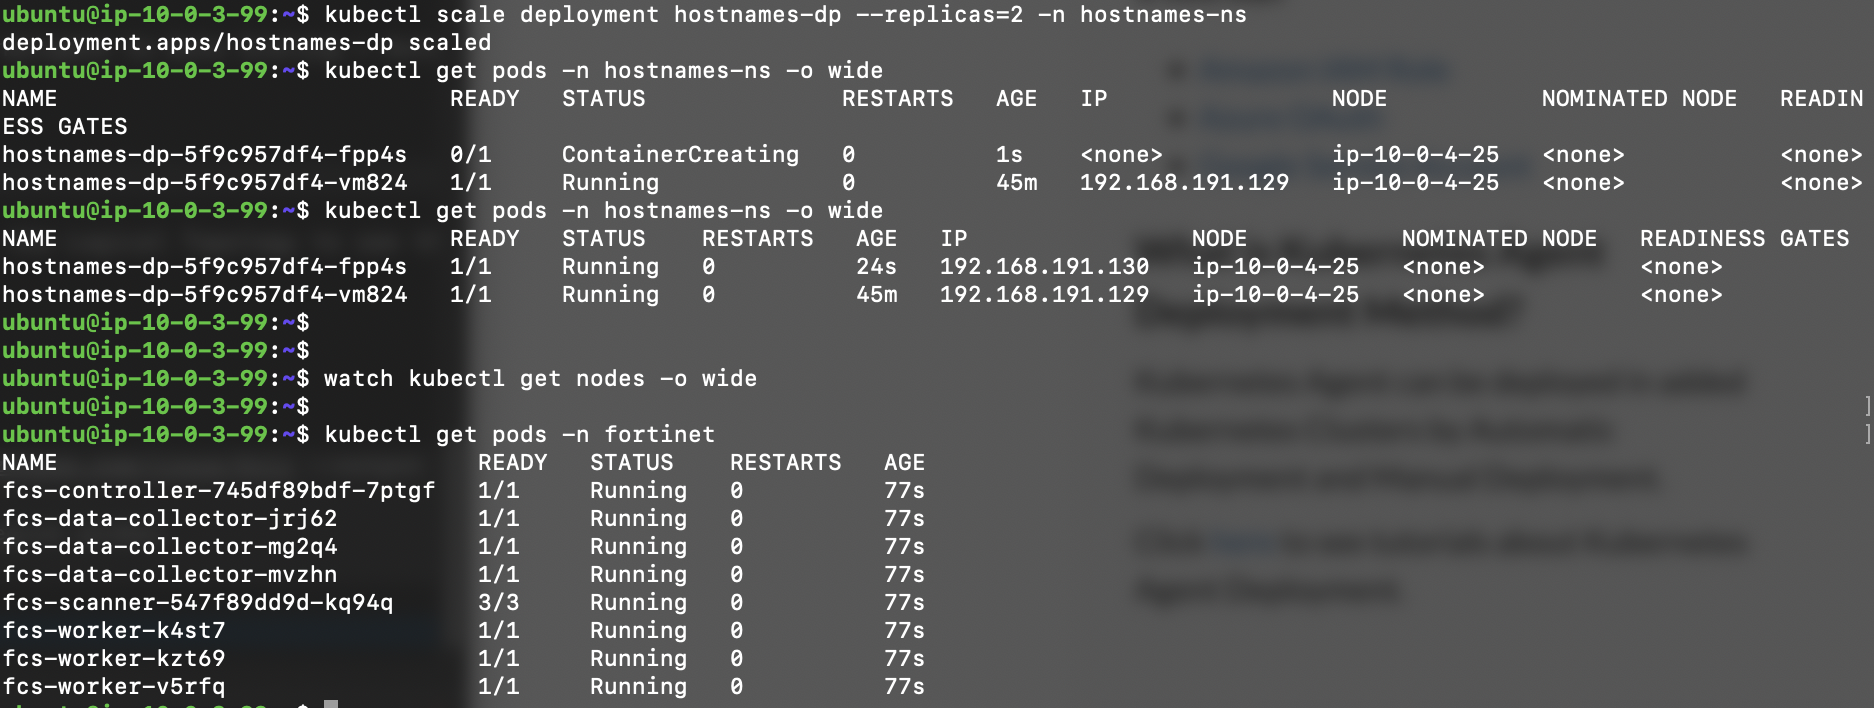 ubuntu@ip-10-0-3-99:~$ kubectl scale deployment hostnames-dp --replicas=2 -n hostnames-ns
deployment.apps/hostnames-dp scaled
ubuntu@ip-10-0-3-99:~$ kubectl get pods -n hostnames-ns -o wide
NAME READY STATUS RESTARTS AGE IP NODE NOMINATED NODE READIN
ESS GATES
hostnames-dp-5f9c957df4-fpp4s 0/1 ContainerCreating 0 1s <none> ip-10-0-4-25 <none> <none>
hostnames-dp-5f9c957df4-vm824 1/1 Running 0 45m 192.168.191.129 ip-10-0-4-25 <none> <none>
ubuntu@ip-10-0-3-99:~$ kubectl get pods -n hostnames-ns -o wide
NAME READY STATUS RESTARTS AGE IP NODE NOMINATED NODE READINESS GATES
hostnames-dp-5f9c957df4-fpp4s 1/1 Running 0 24s 192.168.191.130 ip-10-0-4-25 <none> <none>
hostnames-dp-5f9c957df4-vm824 1/1 Running 0 45m 192.168.191.129 ip-10-0-4-25 <none> <none>
ubuntu@ip-10-0-3-99:~$
ubuntu@ip-10-0-3-99:~$
ubuntu@ip-10-0-3-99:~$ watch kubectl get nodes -o wide
ubuntu@ip-10-0-3-99:~$ ]
ubuntu@ip-10-0-3-99:~$ kubectl get pods -n fortinet ]
NAME READY STATUS RESTARTS AGE
fcs-controller-745df89bdf-7ptgf 1/1 Running 0 77s
fcs-data-collector-jrj62 1/1 Running 0 77s
fcs-data-collector-mg2q4 1/1 Running 0 77s
fcs-data-collector-mvzhn 1/1 Running 0 77s
fcs-scanner-547f89dd9d-kq94q 3/3 Running 0 77s
fcs-worker-k4st7 1/1 Running 0 77s
fcs-worker-kzt69 1/1 Running 0 77s
fcs-worker-v5rfq 1/1 Running 0 77s